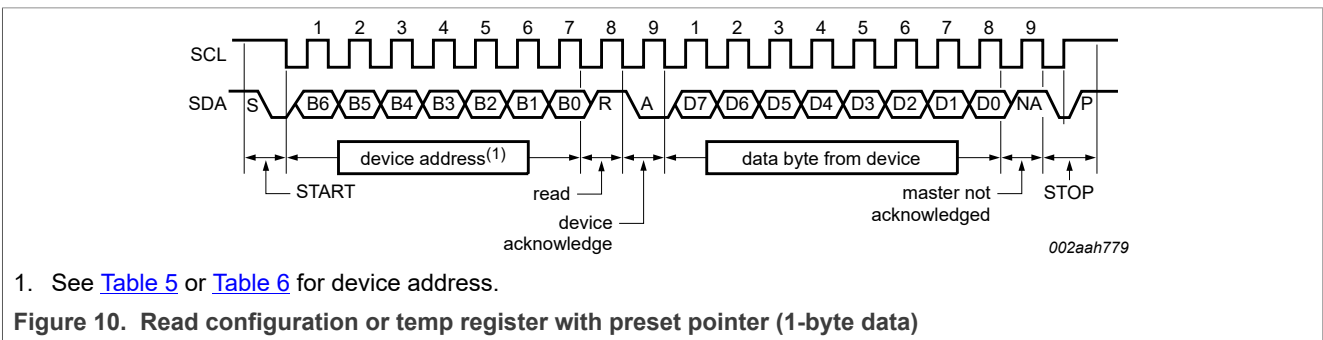 1 2 3 4 5 6 7 8 9 1 2 3 4 5 6 7 8 9
SCL
SDA S B6 B5 B4 B3 B2 B1 B0 R A D7 D6 D5 D4 D3 D2 D1 D0 NA P
device address(1) data byte from device
START read master not STOP
acknowledged
device
acknowledge
002aah779
1. See Table 5 or Table 6 for device address.
Figure 10. Read configuration or temp register with preset pointer (1-byte data)